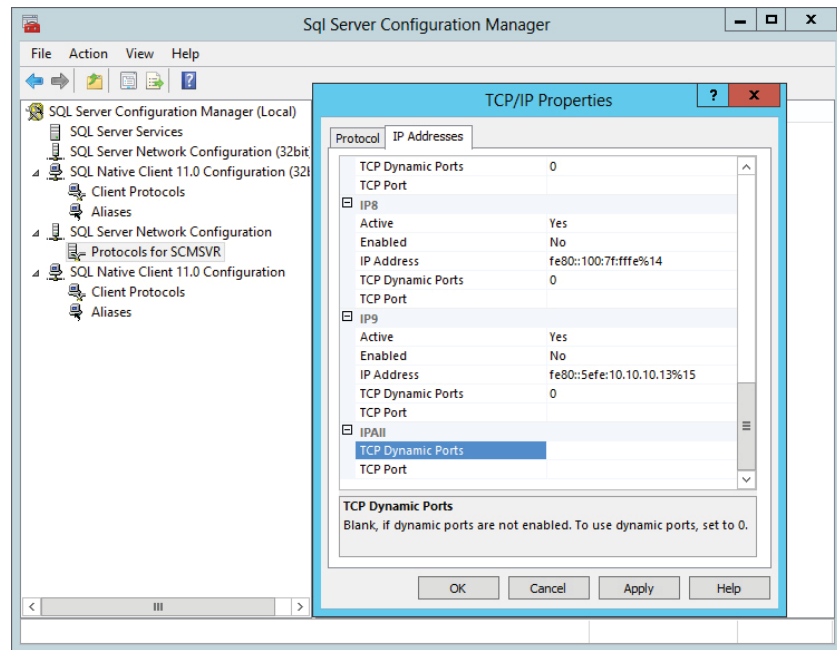 Sql Server Configuration Manager
File Action View Help
SQL Server Configuration Manager (Local)
SQL Server Services
SQL Server Network Configuration (32bit
SQL Native Client 11.0 Configuration (32b
Client Protocols
Aliases
SQL Server Network Configuration
Protocols for SCMSVR
SQL Native Client 11.0 Configuration
Client Protocols
Aliases
TCP/IP Properties
Protocol IP Addresses
TCP Dynamic Ports 0
TCP Port
IP8
Active Yes
Enabled No
IP Address fe80::100:7f:fffe%14
TCP Dynamic Ports 0
TCP Port
IP9
Active Yes
Enabled No
IP Address fe80::5efe:10.10.10.13%15
TCP Dynamic Ports 0
TCP Port
IPAll
TCP Dynamic Ports
TCP Port
TCP Dynamic Ports
Blank, if dynamic ports are not enabled. To use dynamic ports, set to 0.
OK Cancel Apply Help